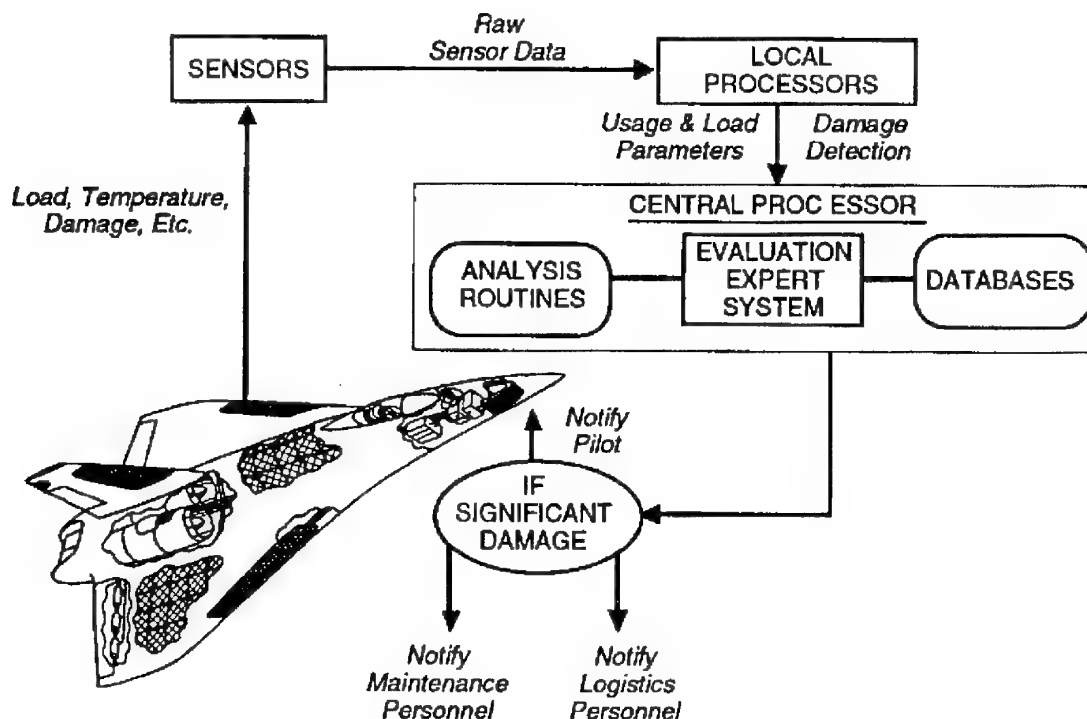 Raw
Sensor Data
SENSORS
LOCAL
PROCESSORS
Usage & Load
Parameters
Damage
Detection
Load, Temperature,
Damage, Etc.
CENTRAL PROC ESSOR
ANALYSIS
ROUTINES
EVALUATION
EXPERT
SYSTEM
DATABASES
Notify
Pilot
IF
SIGNIFICANT
DAMAGE
Notify
Maintenance
Personnel
Notify
Logistics
Personnel